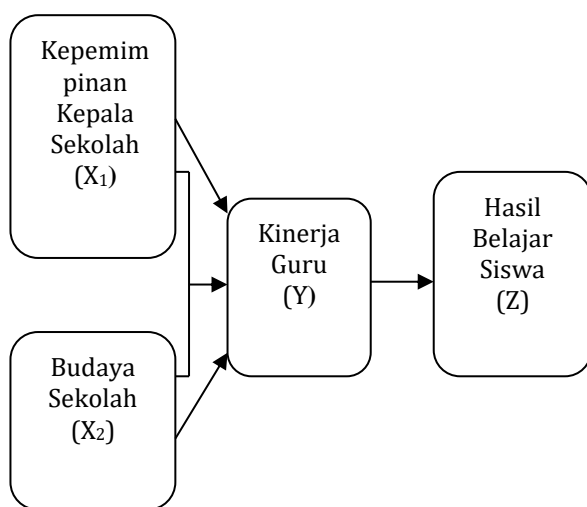 Kepemim
pinan
Kepala
Sekolah
(X₁)
Kinerja
Guru
(Y)
Hasil
Belajar
Siswa
(Z)
Budaya
Sekolah
(X₂)